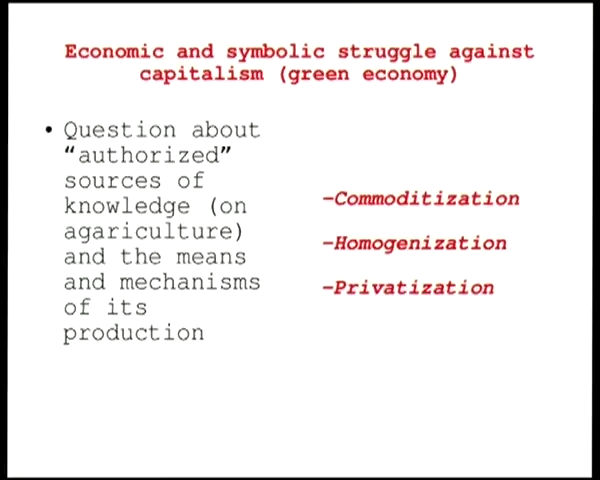 Economic and symbolic struggle against
capitalism (green economy)
• Question about
“authorized”
sources of
knowledge (on
agariculture)
and the means
and mechanisms
of its
production
-Commoditization
-Homogenization
-Privatization